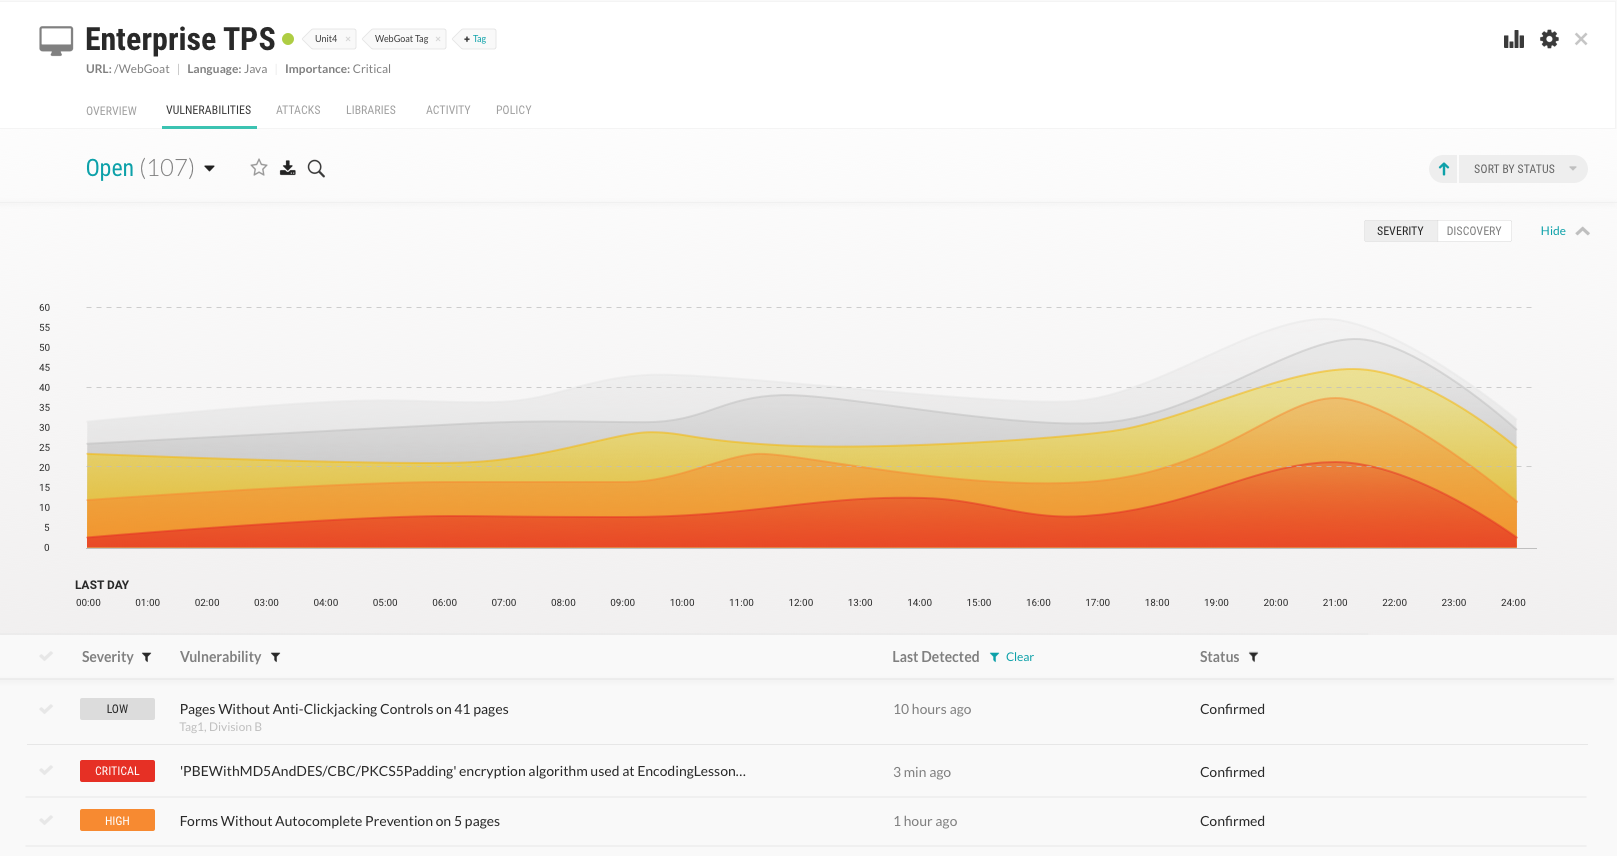 Enterprise TPS Unit4 × WebGoat Tag × + Tag
URL: /WebGoat | Language: Java | Importance: Critical
OVERVIEW VULNERABILITIES ATTACKS LIBRARIES ACTIVITY POLICY
Open (107) SORT BY STATUS
SEVERITY DISCOVERY Hide
60
55
50
45
40
35
30
25
20
15
10
5
0
LAST DAY
00:00 01:00 02:00 03:00 04:00 05:00 06:00 07:00 08:00 09:00 10:00 11:00 12:00 13:00 14:00 15:00 16:00 17:00 18:00 19:00 20:00 21:00 22:00 23:00 24:00
Severity Vulnerability Last Detected Clear Status
LOW Pages Without Anti-Clickjacking Controls on 41 pages 10 hours ago Confirmed
Tag1, Division B
CRITICAL 'PBEWithMD5AndDES/CBC/PKCS5Padding' encryption algorithm used at EncodingLesson... 3 min ago Confirmed
HIGH Forms Without Autocomplete Prevention on 5 pages 1 hour ago Confirmed